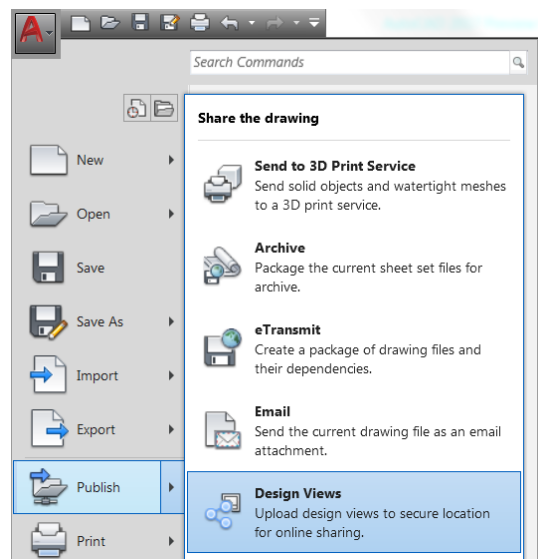 Search Commands
Share the drawing
New
Send to 3D Print Service
Send solid objects and watertight meshes
to a 3D print service.
Open
Archive
Package the current sheet set files for
archive.
Save
Save As
eTransmit
Create a package of drawing files and
their dependencies.
Import
Email
Send the current drawing file as an email
attachment.
Export
Publish
Design Views
Upload design views to secure location
for online sharing.
Print